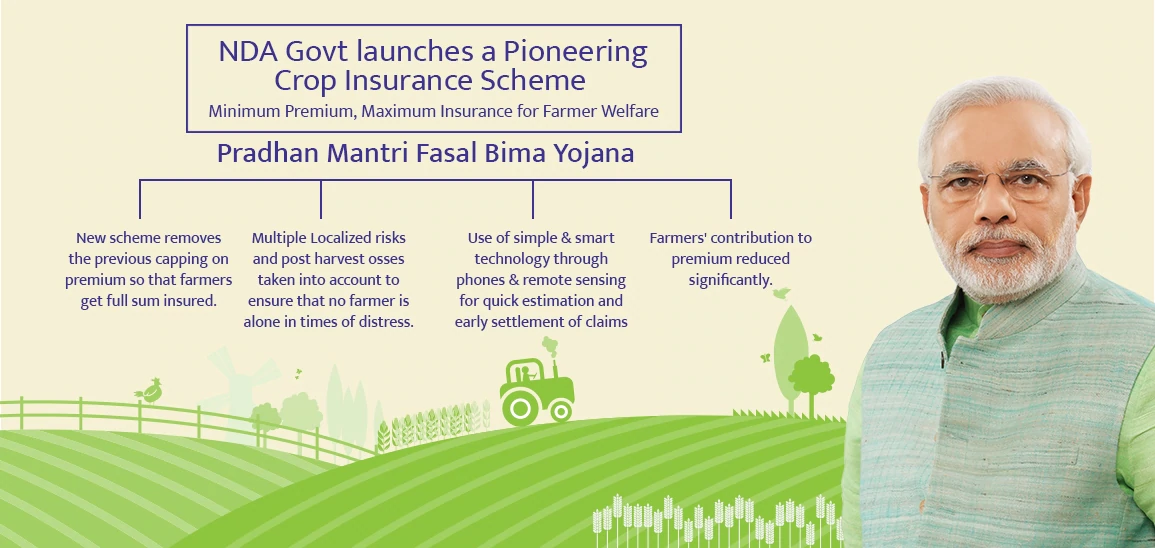 NDA Govt launches a Pioneering
Crop Insurance Scheme
Minimum Premium, Maximum Insurance for Farmer Welfare
Pradhan Mantri Fasal Bima Yojana
New scheme removes
the previous capping on
premium so that farmers
get full sum insured.
Multiple Localized risks
and post harvest osses
taken into account to
ensure that no farmer is
alone in times of distress.
Use of simple & smart
technology through
phones & remote sensing
for quick estimation and
early settlement of claims
Farmers' contribution to
premium reduced
significantly.